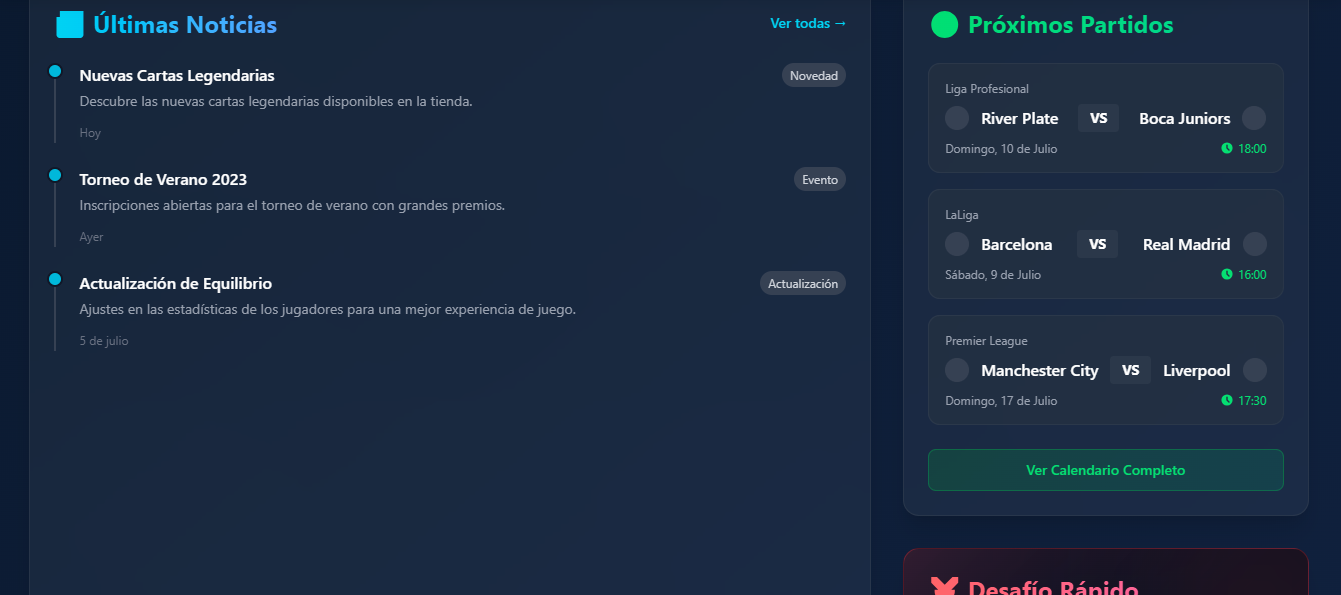 Últimas Noticias
Ver todas →
Nuevas Cartas Legendarias
Novedad
Descubre las nuevas cartas legendarias disponibles en la tienda.
Hoy
Torneo de Verano 2023
Evento
Inscripciones abiertas para el torneo de verano con grandes premios.
Ayer
Actualización de Equilibrio
Actualización
Ajustes en las estadísticas de los jugadores para una mejor experiencia de juego.
5 de julio
Próximos Partidos
Liga Profesional
River Plate VS Boca Juniors
Domingo, 10 de Julio 18:00
LaLiga
Barcelona VS Real Madrid
Sábado, 9 de Julio 16:00
Premier League
Manchester City VS Liverpool
Domingo, 17 de Julio 17:30
Ver Calendario Completo
Desafío Rápido